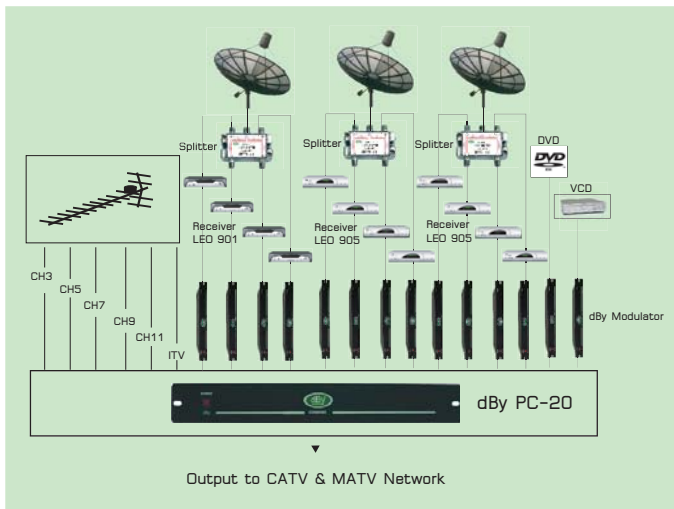 Splitter
Splitter
Splitter
DVD
DVD
VCD
Receiver
LEO 901
Receiver
LEO 905
Receiver
LEO 905
CH3
CH5
CH7
CH9
CH11
ITV
dBy Modulator
dBy
dBy PC-20
Output to CATV & MATV Network